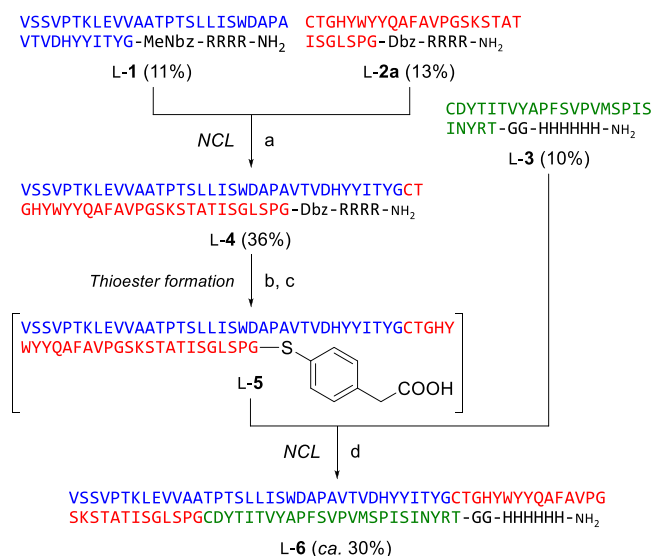 VSSVPTKLEVVAATPTSLLISWDAPA
VTVDHYYITYG-MeNbz-RRRR-NH2
L-1 (11%)
CTGHYWYYQAFAVPGSKSTAT
ISGLSPG-Dbz-RRRR-NH2
L-2a (13%)
CDYTITVYAPFSVPVMSPIS
INYRT-GG-HHHHHH-NH2
L-3 (10%)
NCL a
VSSVPTKLEVVAATPTSLLISWDAPAVTVDHYYITYGCT
GHYWYYQAFAVPGSKSTATISGLSPG-Dbz-RRRR-NH2
L-4 (36%)
Thioester formation b, c
VSSVPTKLEVVAATPTSLLISWDAPAVTVDHYYITYGCTGHY
WYYQAFAVPGSKSTATISGLSPG-S
COOH
L-5
NCL d
VSSVPTKLEVVAATPTSLLISWDAPAVTVDHYYITYGCTGHYWYYQAFAVPG
SKSTATISGLSPGCDYTITVYAPFSVPVMSPISINYRT-GG-HHHHHH-NH2
L-6 (ca. 30%)